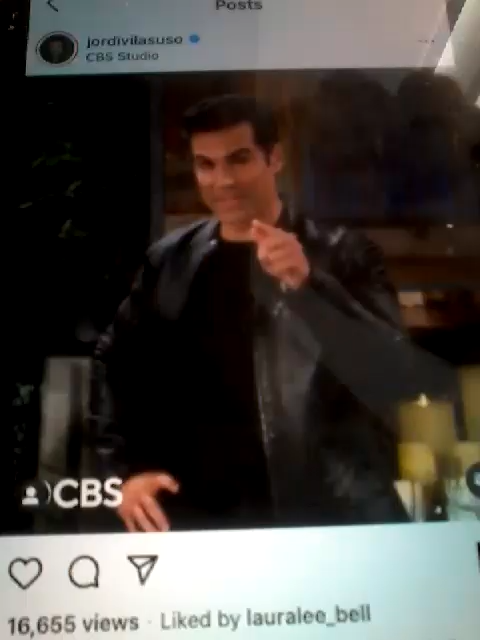 Posts
jordivilasuso
CBS Studio
CBS
16,655 views · Liked by lauralee_bell